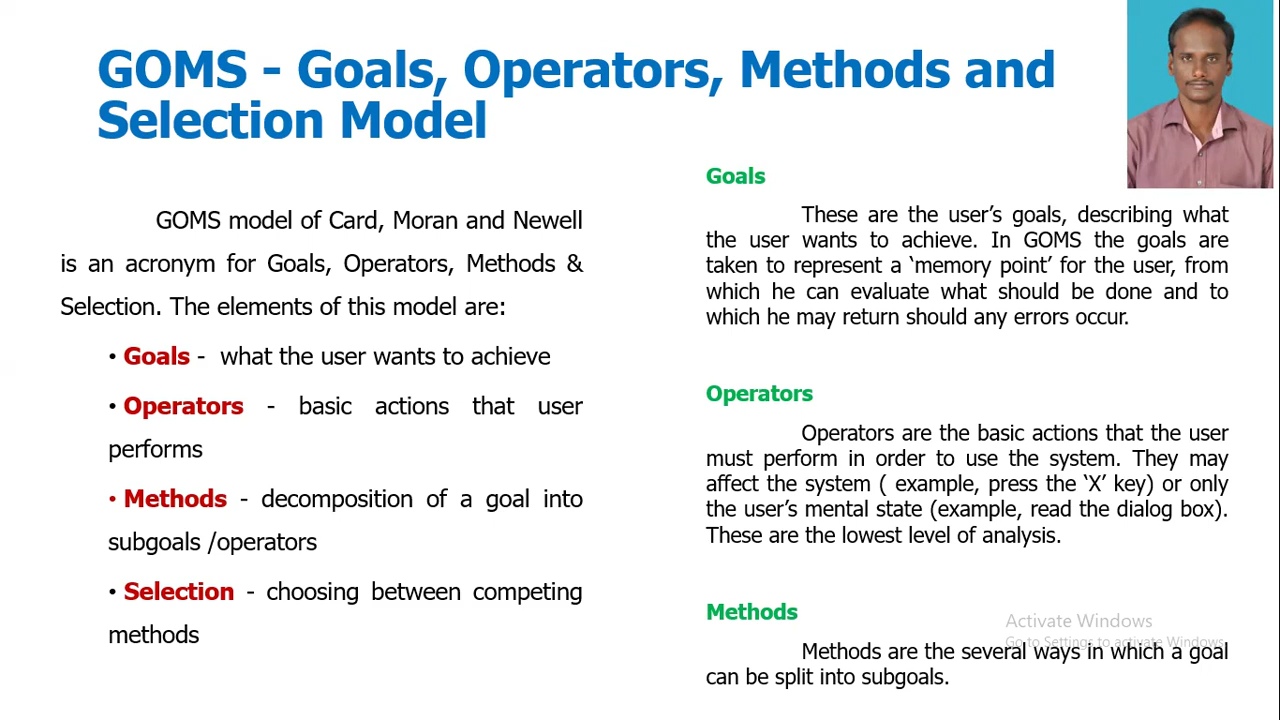 GOMS - Goals, Operators, Methods and
Selection Model
GOMS model of Card, Moran and Newell
is an acronym for Goals, Operators, Methods &
Selection. The elements of this model are:
• Goals - what the user wants to achieve
• Operators - basic actions that user
performs
• Methods - decomposition of a goal into
subgoals /operators
• Selection - choosing between competing
methods
Goals
These are the user’s goals, describing what
the user wants to achieve. In GOMS the goals are
taken to represent a ‘memory point’ for the user, from
which he can evaluate what should be done and to
which he may return should any errors occur.
Operators
Operators are the basic actions that the user
must perform in order to use the system. They may
affect the system ( example, press the ‘X’ key) or only
the user’s mental state (example, read the dialog box).
These are the lowest level of analysis.
Methods
Methods are the several ways in which a goal
can be split into subgoals.
Activate Windows
Go to Settings to activate Windows.